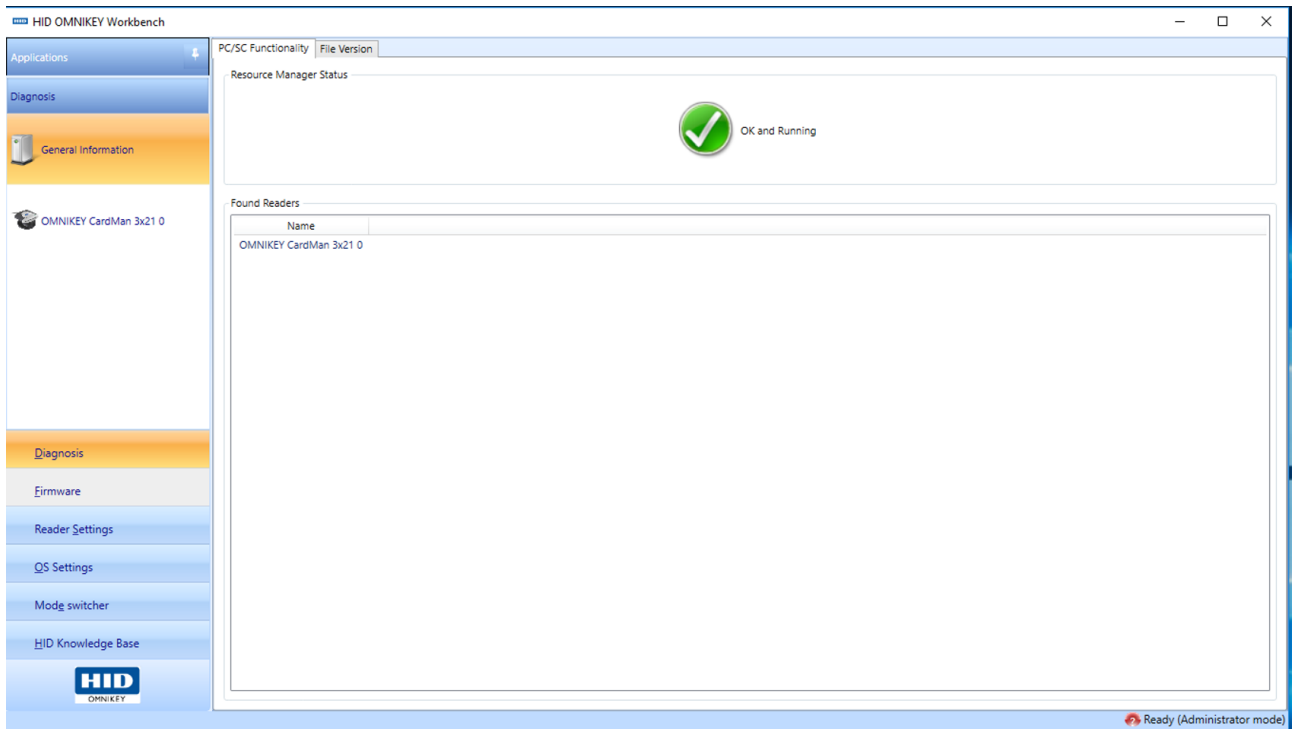 HID OMNIKEY Workbench
Applications
Diagnosis
General Information
OMNIKEY CardMan 3x21 0
Diagnosis
Firmware
Reader Settings
OS Settings
Mode switcher
HID Knowledge Base
HID
OMNIKEY
PC/SC Functionality File Version
Resource Manager Status
OK and Running
Found Readers
Name
OMNIKEY CardMan 3x21 0
Ready (Administrator mode)